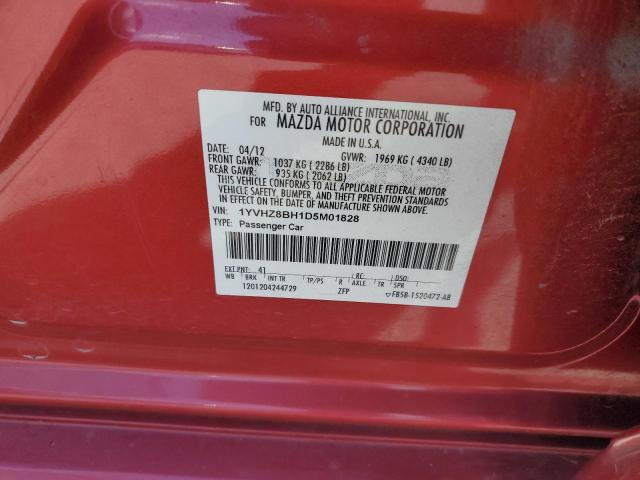 MFD. BY AUTO ALLIANCE INTERNATIONAL, INC.
FOR MAZDA MOTOR CORPORATION
MADE IN U.S.A.
DATE: 04/12 GVWR: 1969 KG ( 4340 LB)
FRONT GAWR: 1037 KG ( 2286 LB)
REAR GAWR: 935 KG ( 2062 LB)
THIS VEHICLE CONFORMS TO ALL APPLICABLE FEDERAL MOTOR
VEHICLE SAFETY, BUMPER, AND THEFT PREVENTION STANDARDS
IN EFFECT ON THE DATE OF MANUFACTURE SHOWN ABOVE.
VIN: 1YVHZ8BH1D5M01828
TYPE: Passenger Car
EXT PNT: 41 RC: DSO:
WB BRK INT TR TP/PS R AXLE TR SPR
1201204244729 ZFP FB5B-1520472-AB